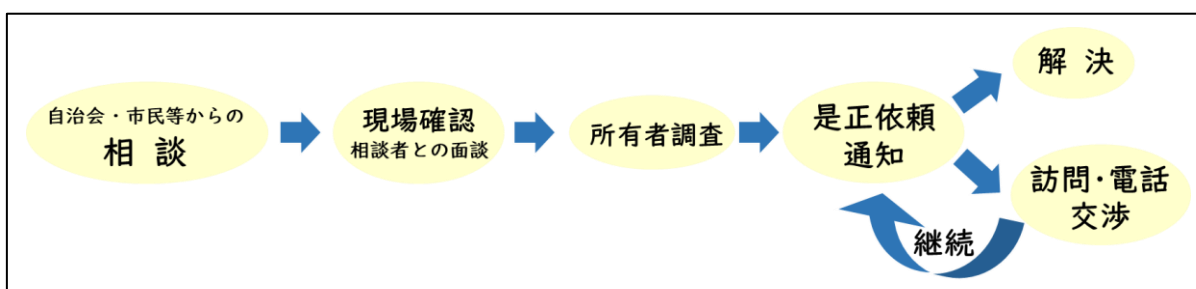 自治会・市民等からの
相 談
現場確認
相談者との面談
所有者調査
是正依頼
通知
解 決
訪問・電話
交渉
継続